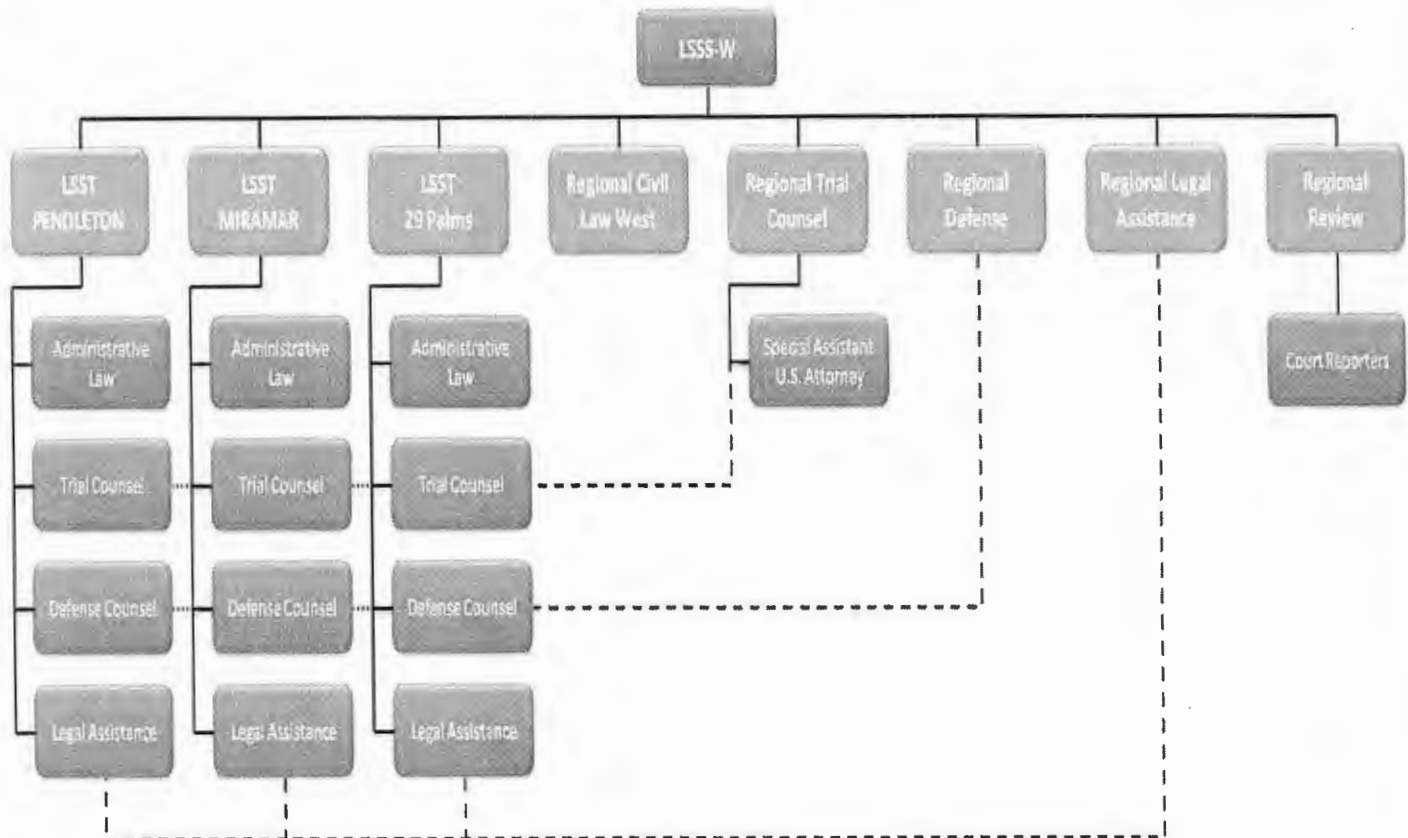 LSSS-W
LSST
PENDLETON
LSST
MIRAMAR
LSST
29 Palms
Regional Civil
Law West
Regional Trial
Counsel
Regional
Defense
Regional Legal
Assistance
Regional
Review
Administrative
Law
Administrative
Law
Administrative
Law
Special Assistant
U.S. Attorney
Court Reporters
Trial Counsel
Trial Counsel
Trial Counsel
Defense Counsel
Defense Counsel
Defense Counsel
Legal Assistance
Legal Assistance
Legal Assistance